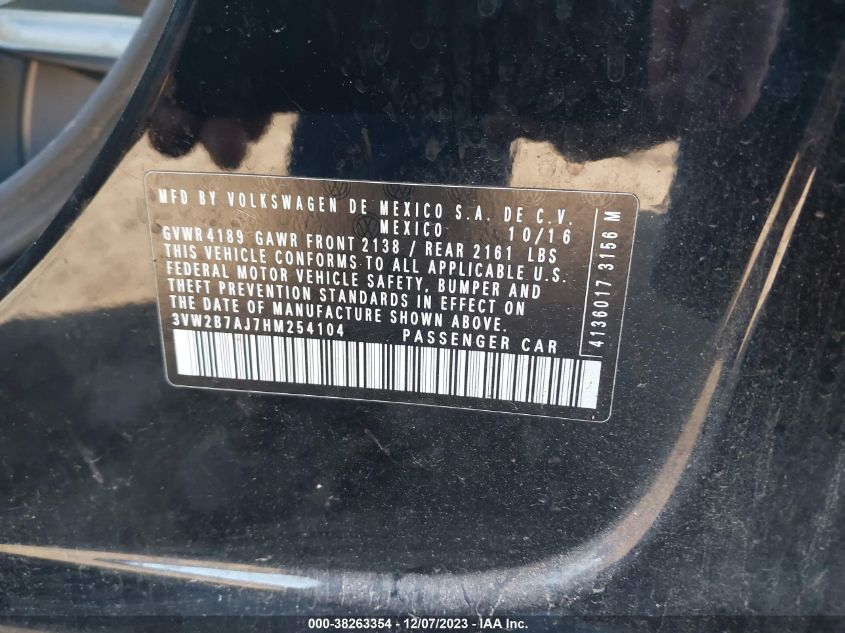 MFD BY VOLKSWAGEN DE MEXICO S.A. DE C.V.
MEXICO 10/16
GVWR 4189 GAWR FRONT 2138 / REAR 2161 LBS
THIS VEHICLE CONFORMS TO ALL APPLICABLE U.S.
FEDERAL MOTOR VEHICLE SAFETY, BUMPER AND
THEFT PREVENTION STANDARDS IN EFFECT ON
THE DATE OF MANUFACTURE SHOWN ABOVE.
3VW2B7AJ7HM254104 PASSENGER CAR
4136017 3156 M
000-38263354 - 12/07/2023 - IAA Inc.